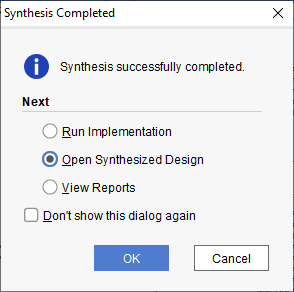 Synthesis Completed
Synthesis successfully completed.
Next
Run Implementation
Open Synthesized Design
View Reports
Don't show this dialog again
OK
Cancel